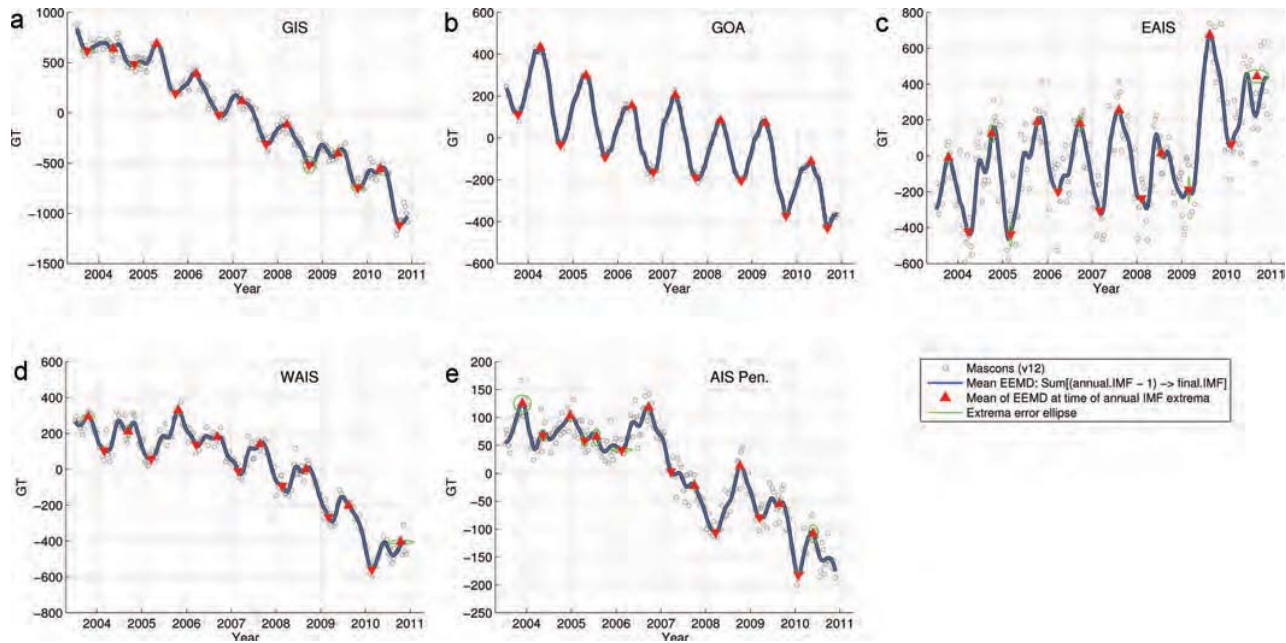 a
GIS
1000
500
0
−500
−1000
−1500
GT
2004 2005 2006 2007 2008 2009 2010 2011
Year
b
GOA
600
400
200
0
−200
−400
−600
GT
2004 2005 2006 2007 2008 2009 2010 2011
Year
c
EAIS
800
600
400
200
0
−200
−400
−600
GT
2004 2005 2006 2007 2008 2009 2010 2011
Year
d
WAIS
600
400
200
0
−200
−400
−600
−800
GT
2004 2005 2006 2007 2008 2009 2010 2011
Year
e
AIS Pen.
200
150
100
50
0
−50
−100
−150
−200
−250
GT
2004 2005 2006 2007 2008 2009 2010 2011
Year
Mascons (v12)
Mean EEMD: Sum[(annual.IMF − 1) −> final.IMF]
Mean of EEMD at time of annual IMF extrema
Extrema error ellipse